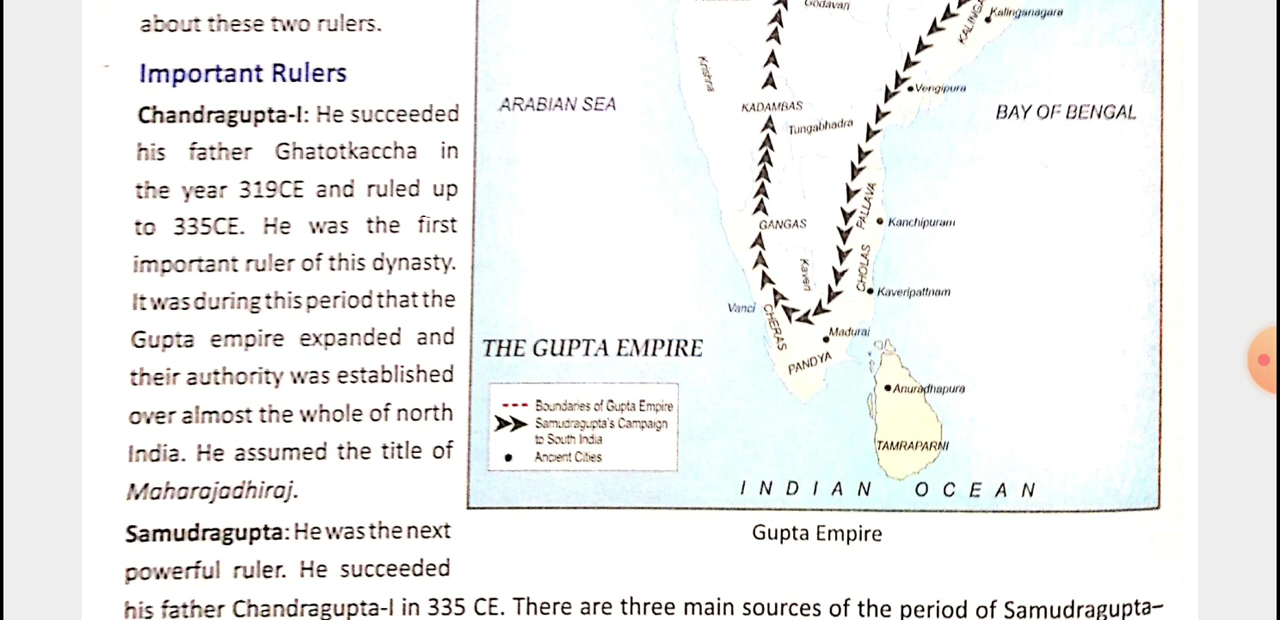 about these two rulers.
Important Rulers
Chandragupta-I: He succeeded
his father Ghatotkaccha in
the year 319CE and ruled up
to 335CE. He was the first
important ruler of this dynasty.
It was during this period that the
Gupta empire expanded and
their authority was established
over almost the whole of north
India. He assumed the title of
Maharajadhiraj.
Samudragupta: He was the next
powerful ruler. He succeeded
his father Chandragupta-I in 335 CE. There are three main sources of the period of Samudragupta–
Godavari
Kalinganagara
KALINGA
Krishna
Vengipura
ARABIAN SEA
KADAMBAS
BAY OF BENGAL
Tungabhadra
PALLAVA
GANGAS
Kanchipuram
CHOLAS
Kaveri
Kaveripattnam
Vanci
CHERAS
Madurai
THE GUPTA EMPIRE
PANDYA
Anuradhapura
Boundaries of Gupta Empire
Samudragupta's Campaign
to South India
Ancient Cities
TAMRAPARNI
INDIAN OCEAN
Gupta Empire